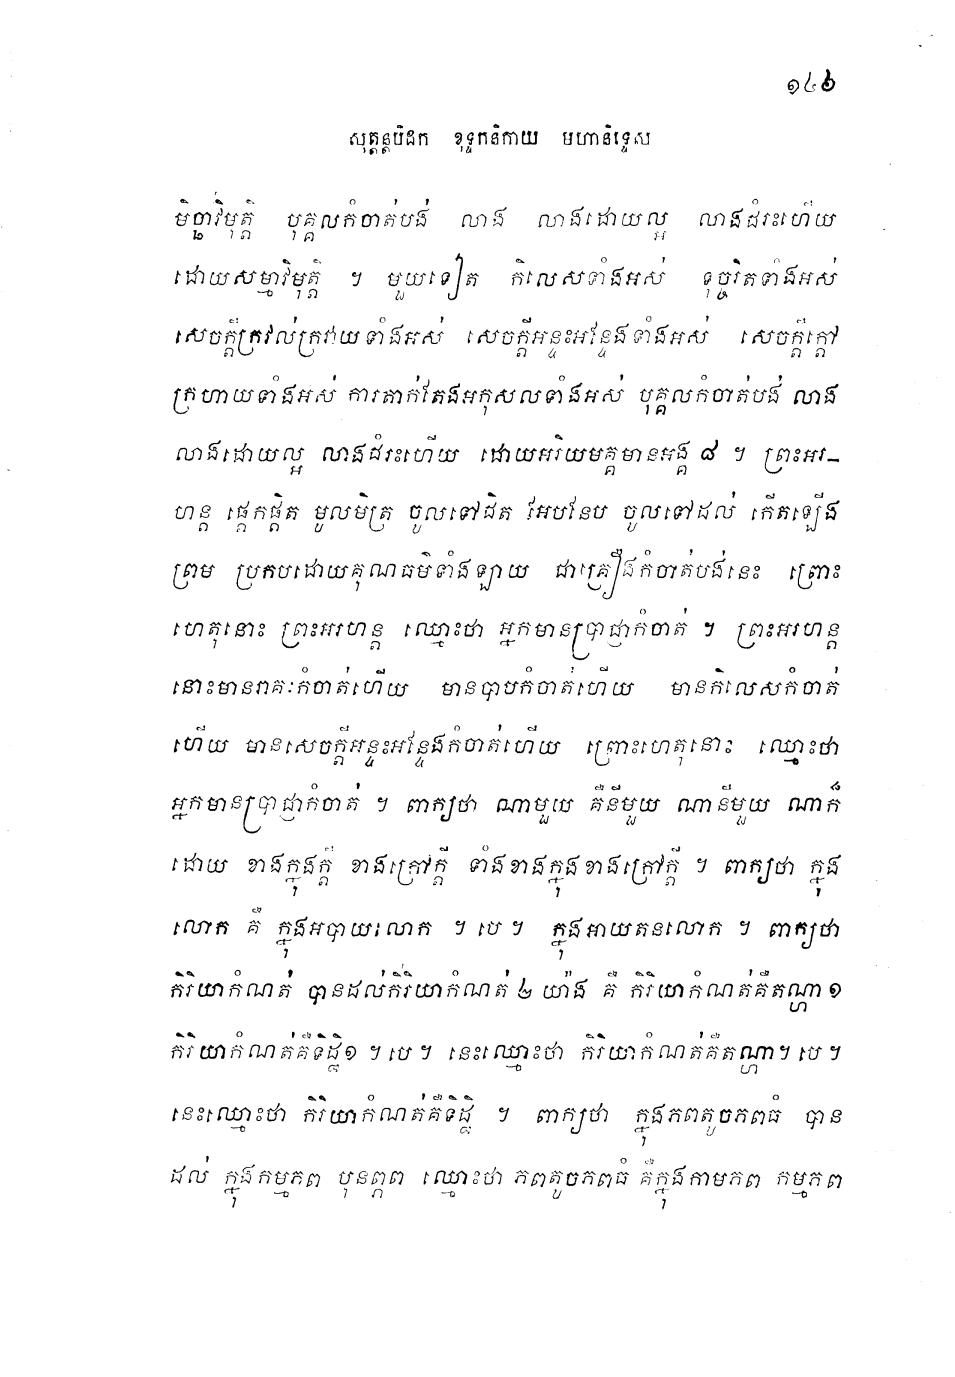 ១៤៦
សុត្តន្តបិដក ខុទ្ទកនិកាយ មហានិទ្ទេស
មិច្ឆាវិមុត្តិ បុគ្គលកំចាត់បង់ លាង លាងដោយល្អ លាងជំរះហើយ
ដោយសម្មាវិមុត្តិ ។ មួយទៀត កិលេសទាំងអស់ ទុច្ចរិតទាំងអស់
សេចក្តីក្រវល់ក្រវាយទាំងអស់ សេចក្តីអន្ទះអន្ទែងទាំងអស់ សេចក្តីក្តៅ
ក្រហាយទាំងអស់ ការតាក់តែងអកុសលទាំងអស់ បុគ្គលកំចាត់បង់ លាង
លាងដោយល្អ លាងជំរះហើយ ដោយអរិយមគ្គមានអង្គ ៨ ។ ព្រះអរ-
ហន្ត ផ្តេកផ្តិត មូលមិត្រ ចូលទៅជិត អែបនែប ចូលទៅដល់ កើតឡើង
ព្រម ប្រកបដោយគុណធម៌ទាំងឡាយ ជាគ្រឿងកំចាត់បង់នេះ ព្រោះ
ហេតុនោះ ព្រះអរហន្ត ឈ្មោះថា អ្នកមានប្រាជ្ញាកំចាត់ ។ ព្រះអរហន្ត
នោះមានរាគៈកំចាត់ហើយ មានបាបកំចាត់ហើយ មានកិលេសកំចាត់
ហើយ មានសេចក្តីអន្ទះអន្ទែងកំចាត់ហើយ ព្រោះហេតុនោះ ឈ្មោះថា
អ្នកមានប្រាជ្ញាកំចាត់ ។ ពាក្យថា ណាមួយ គឺនីមួយ ណានីមួយ ណាក៏
ដោយ ខាងក្នុងក្តី ខាងក្រៅក្តី ទាំងខាងក្នុងខាងក្រៅក្តី ។ ពាក្យថា ក្នុង
លោក គឺ ក្នុងអបាយលោក ។ បេ ។ ក្នុងអាយតនលោក ។ ពាក្យថា
កិរិយាកំណត់ បានដល់កិរិយាកំណត់ ២ យ៉ាង គឺ កិរិយាកំណត់គឺតណ្ហា ១
កិរិយាកំណត់គឺទិដ្ឋិ១ ។ បេ ។ នេះឈ្មោះថា កិរិយាកំណត់គឺតណ្ហា ។ បេ ។
នេះឈ្មោះថា កិរិយាកំណត់គឺទិដ្ឋិ ។ ពាក្យថា ក្នុងភពតូចភពធំ បាន
ដល់ ក្នុងកម្មភព បុនព្ភព ឈ្មោះថា ភពតូចភពធំ គឺក្នុងកាមភព កម្មភព